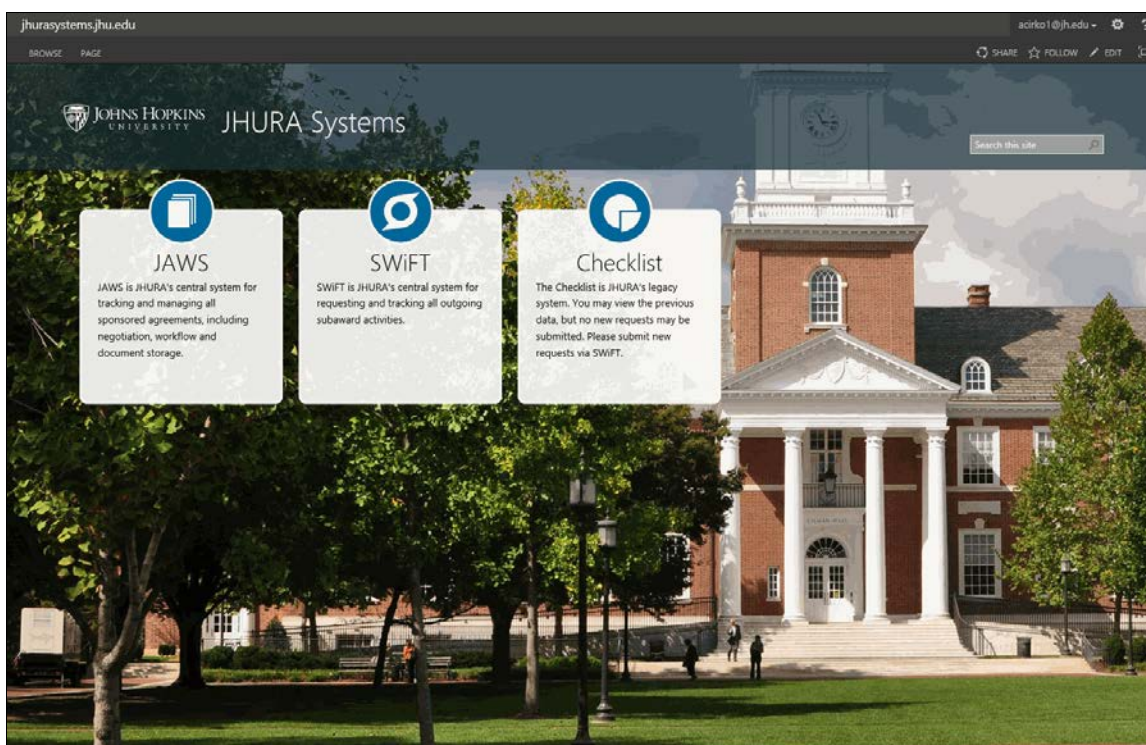 jhurasystems.jhu.edu
acirko1@jh.edu
?
BROWSE PAGE
SHARE FOLLOW EDIT
JOHNS HOPKINS
UNIVERSITY
JHURA Systems
Search this site
JAWS
JAWS is JHURA's central system for
tracking and managing all
sponsored agreements, including
negotiation, workflow and
document storage.
SWiFT
SWiFT is JHURA's central system for
requesting and tracking all outgoing
subaward activities.
Checklist
The Checklist is JHURA's legacy
system. You may view the previous
data, but no new requests may be
submitted. Please submit new
requests via SWiFT.